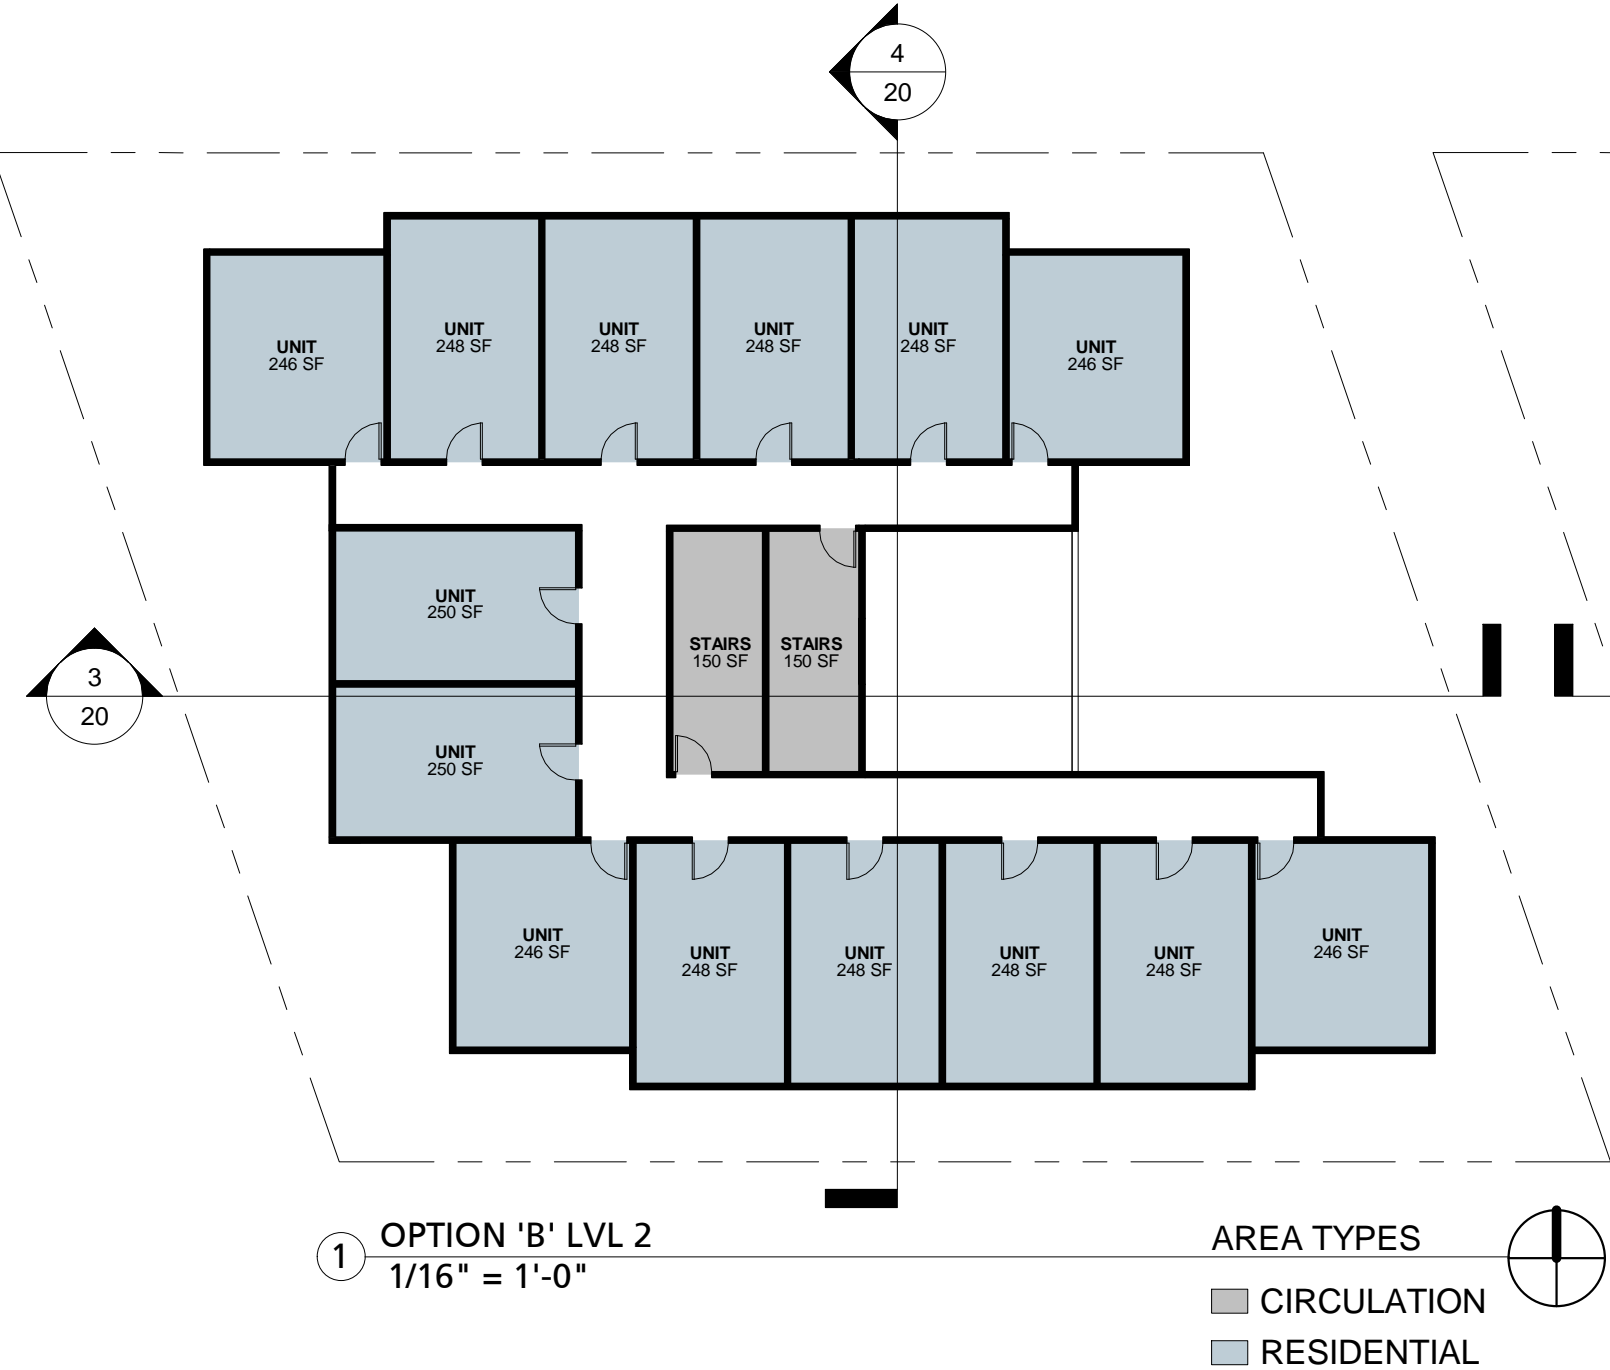 4
20
UNIT
248 SF
UNIT
248 SF
UNIT
248 SF
UNIT
248 SF
UNIT
246 SF
UNIT
246 SF
UNIT
250 SF
STAIRS
150 SF
STAIRS
150 SF
3
20
UNIT
250 SF
UNIT
246 SF
UNIT
248 SF
UNIT
248 SF
UNIT
248 SF
UNIT
248 SF
UNIT
246 SF
1
OPTION 'B' LVL 2
1/16" = 1'-0"
AREA TYPES
CIRCULATION
RESIDENTIAL